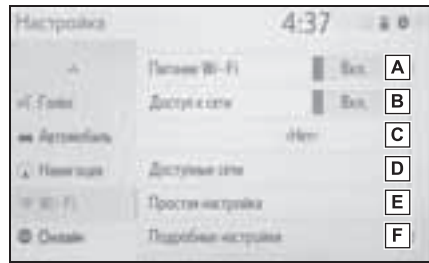 Настройка 4:37
Питание Wi-Fi Вкл. A
Голос Доступ к сети Вкл. B
Автомобиль <Нет> C
Навигация Доступные сети D
Wi-Fi Простая настройка E
Онлайн Подробные настройки F